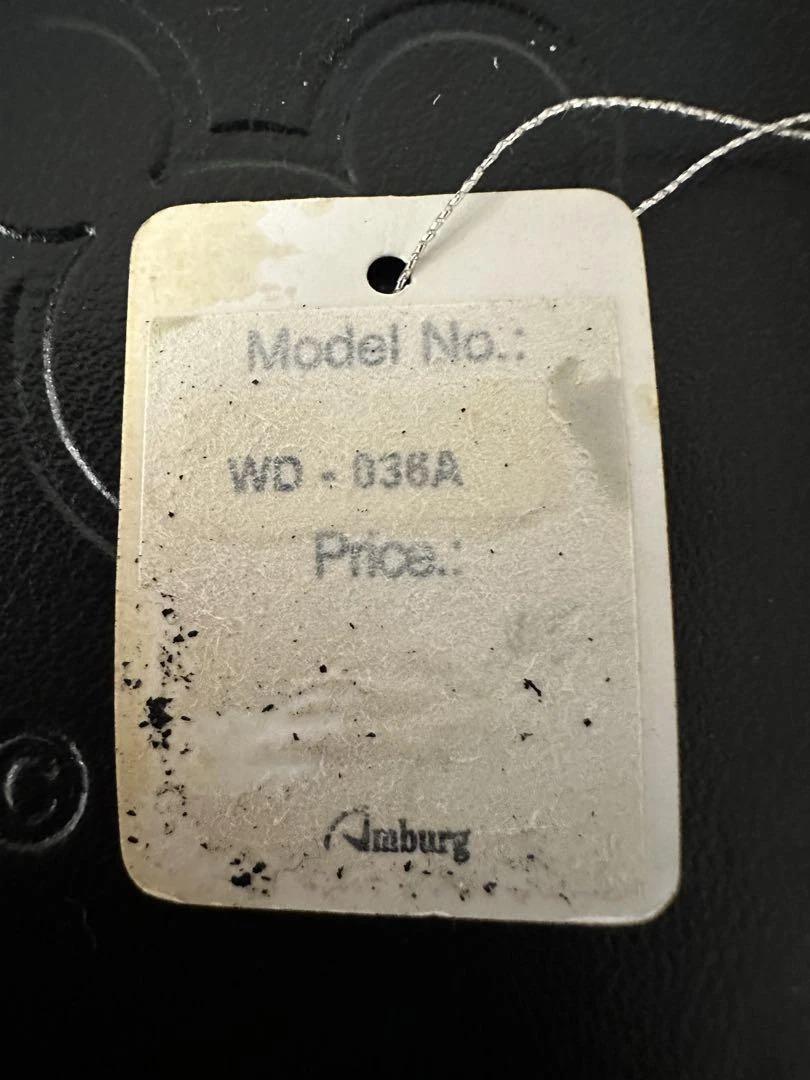 Model No.:
WD - 036A
Price.:
Amburg
©